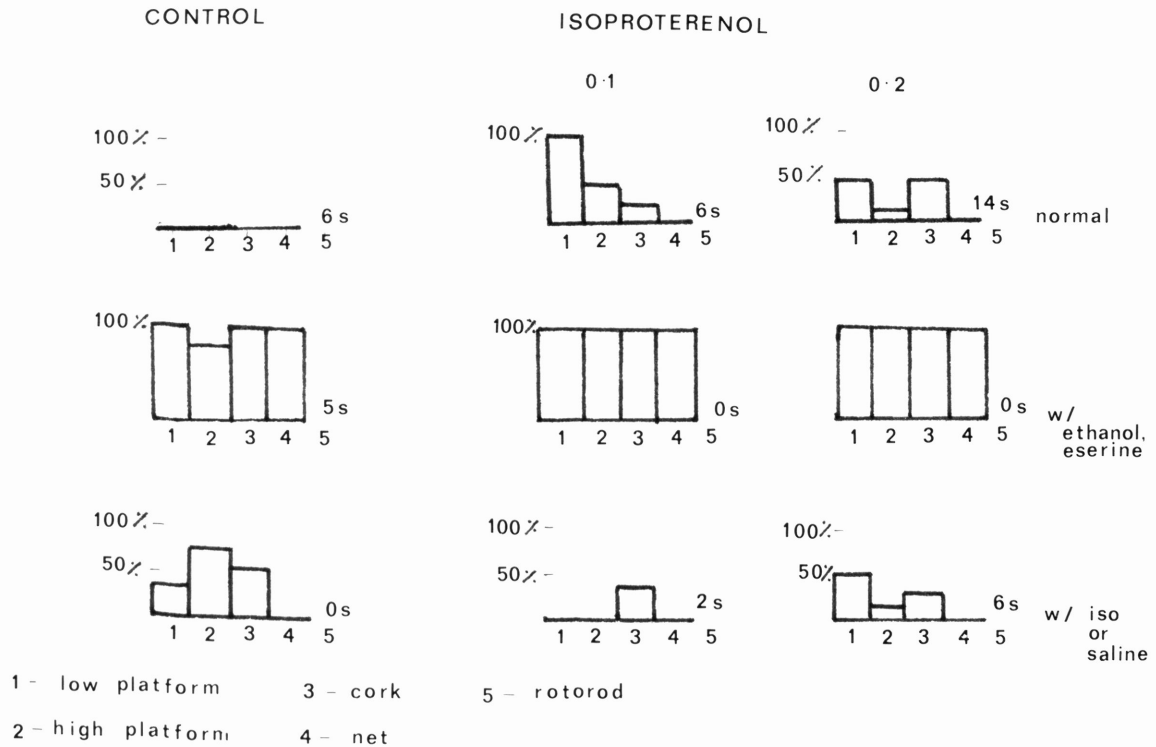 CONTROL
ISOPROTERENOL
0·1
0·2
100%
50%
6s
1 2 3 4 5
100%
6s
1 2 3 4 5
100%
50%
14s
1 2 3 4 5
normal
100%
5s
1 2 3 4 5
100%
0s
1 2 3 4 5
0s
1 2 3 4 5
w/
ethanol,
eserine
100%
50%
0s
1 2 3 4 5
100%
50%
2s
1 2 3 4 5
100%
50%
6s
1 2 3 4 5
w/ iso
or
saline
1 - low platform
3 - cork
5 - rotorod
2 - high platform
4 - net